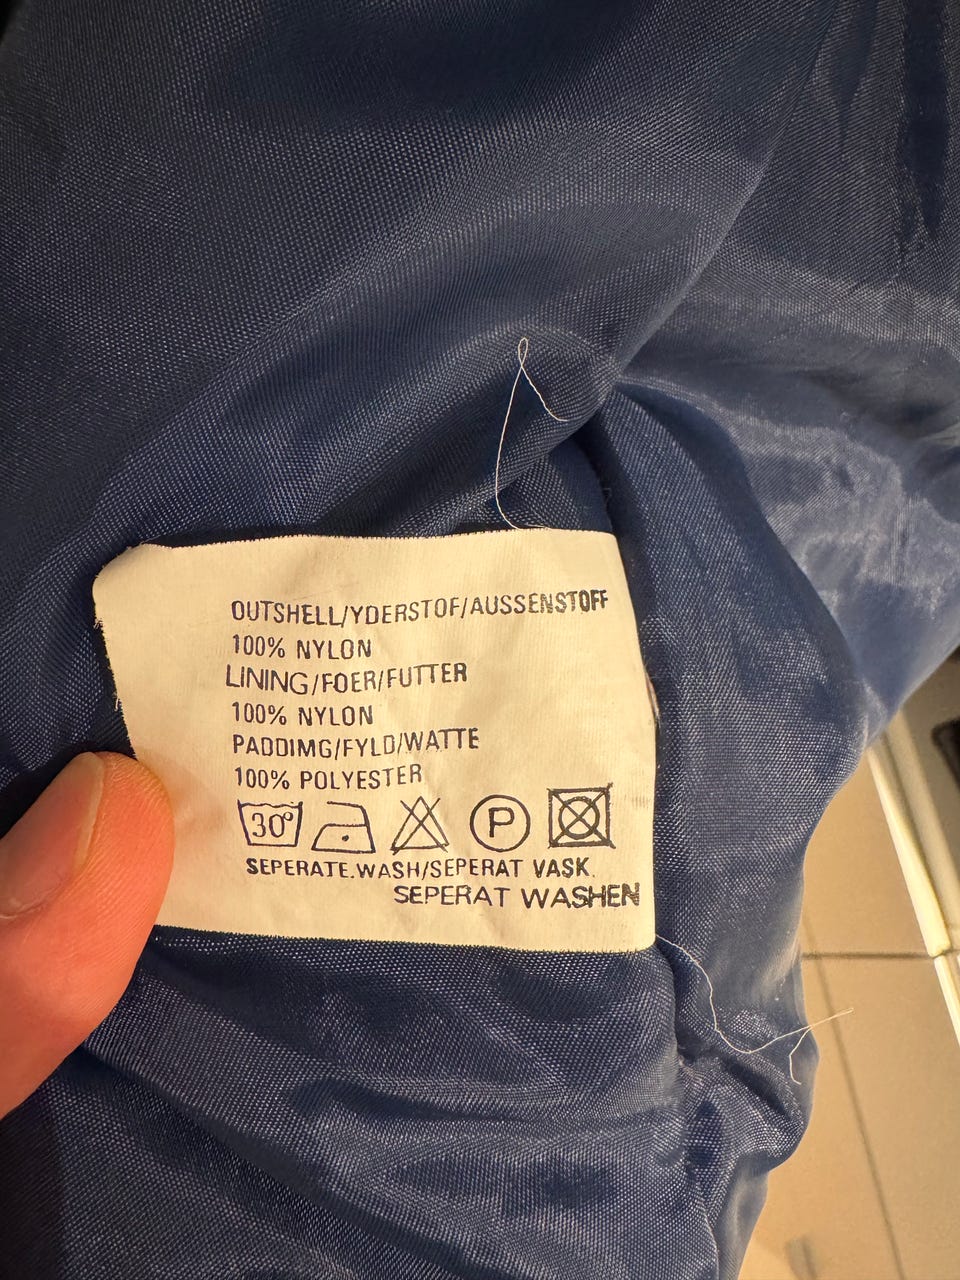 OUTSHELL/YDERSTOF/AUSSENSTOFF
100% NYLON
LINING/FOER/FUTTER
100% NYLON
PADDIMG/FYLD/WATTE
100% POLYESTER
30° P
SEPERATE.WASH/SEPERAT VASK.
SEPERAT WASHEN